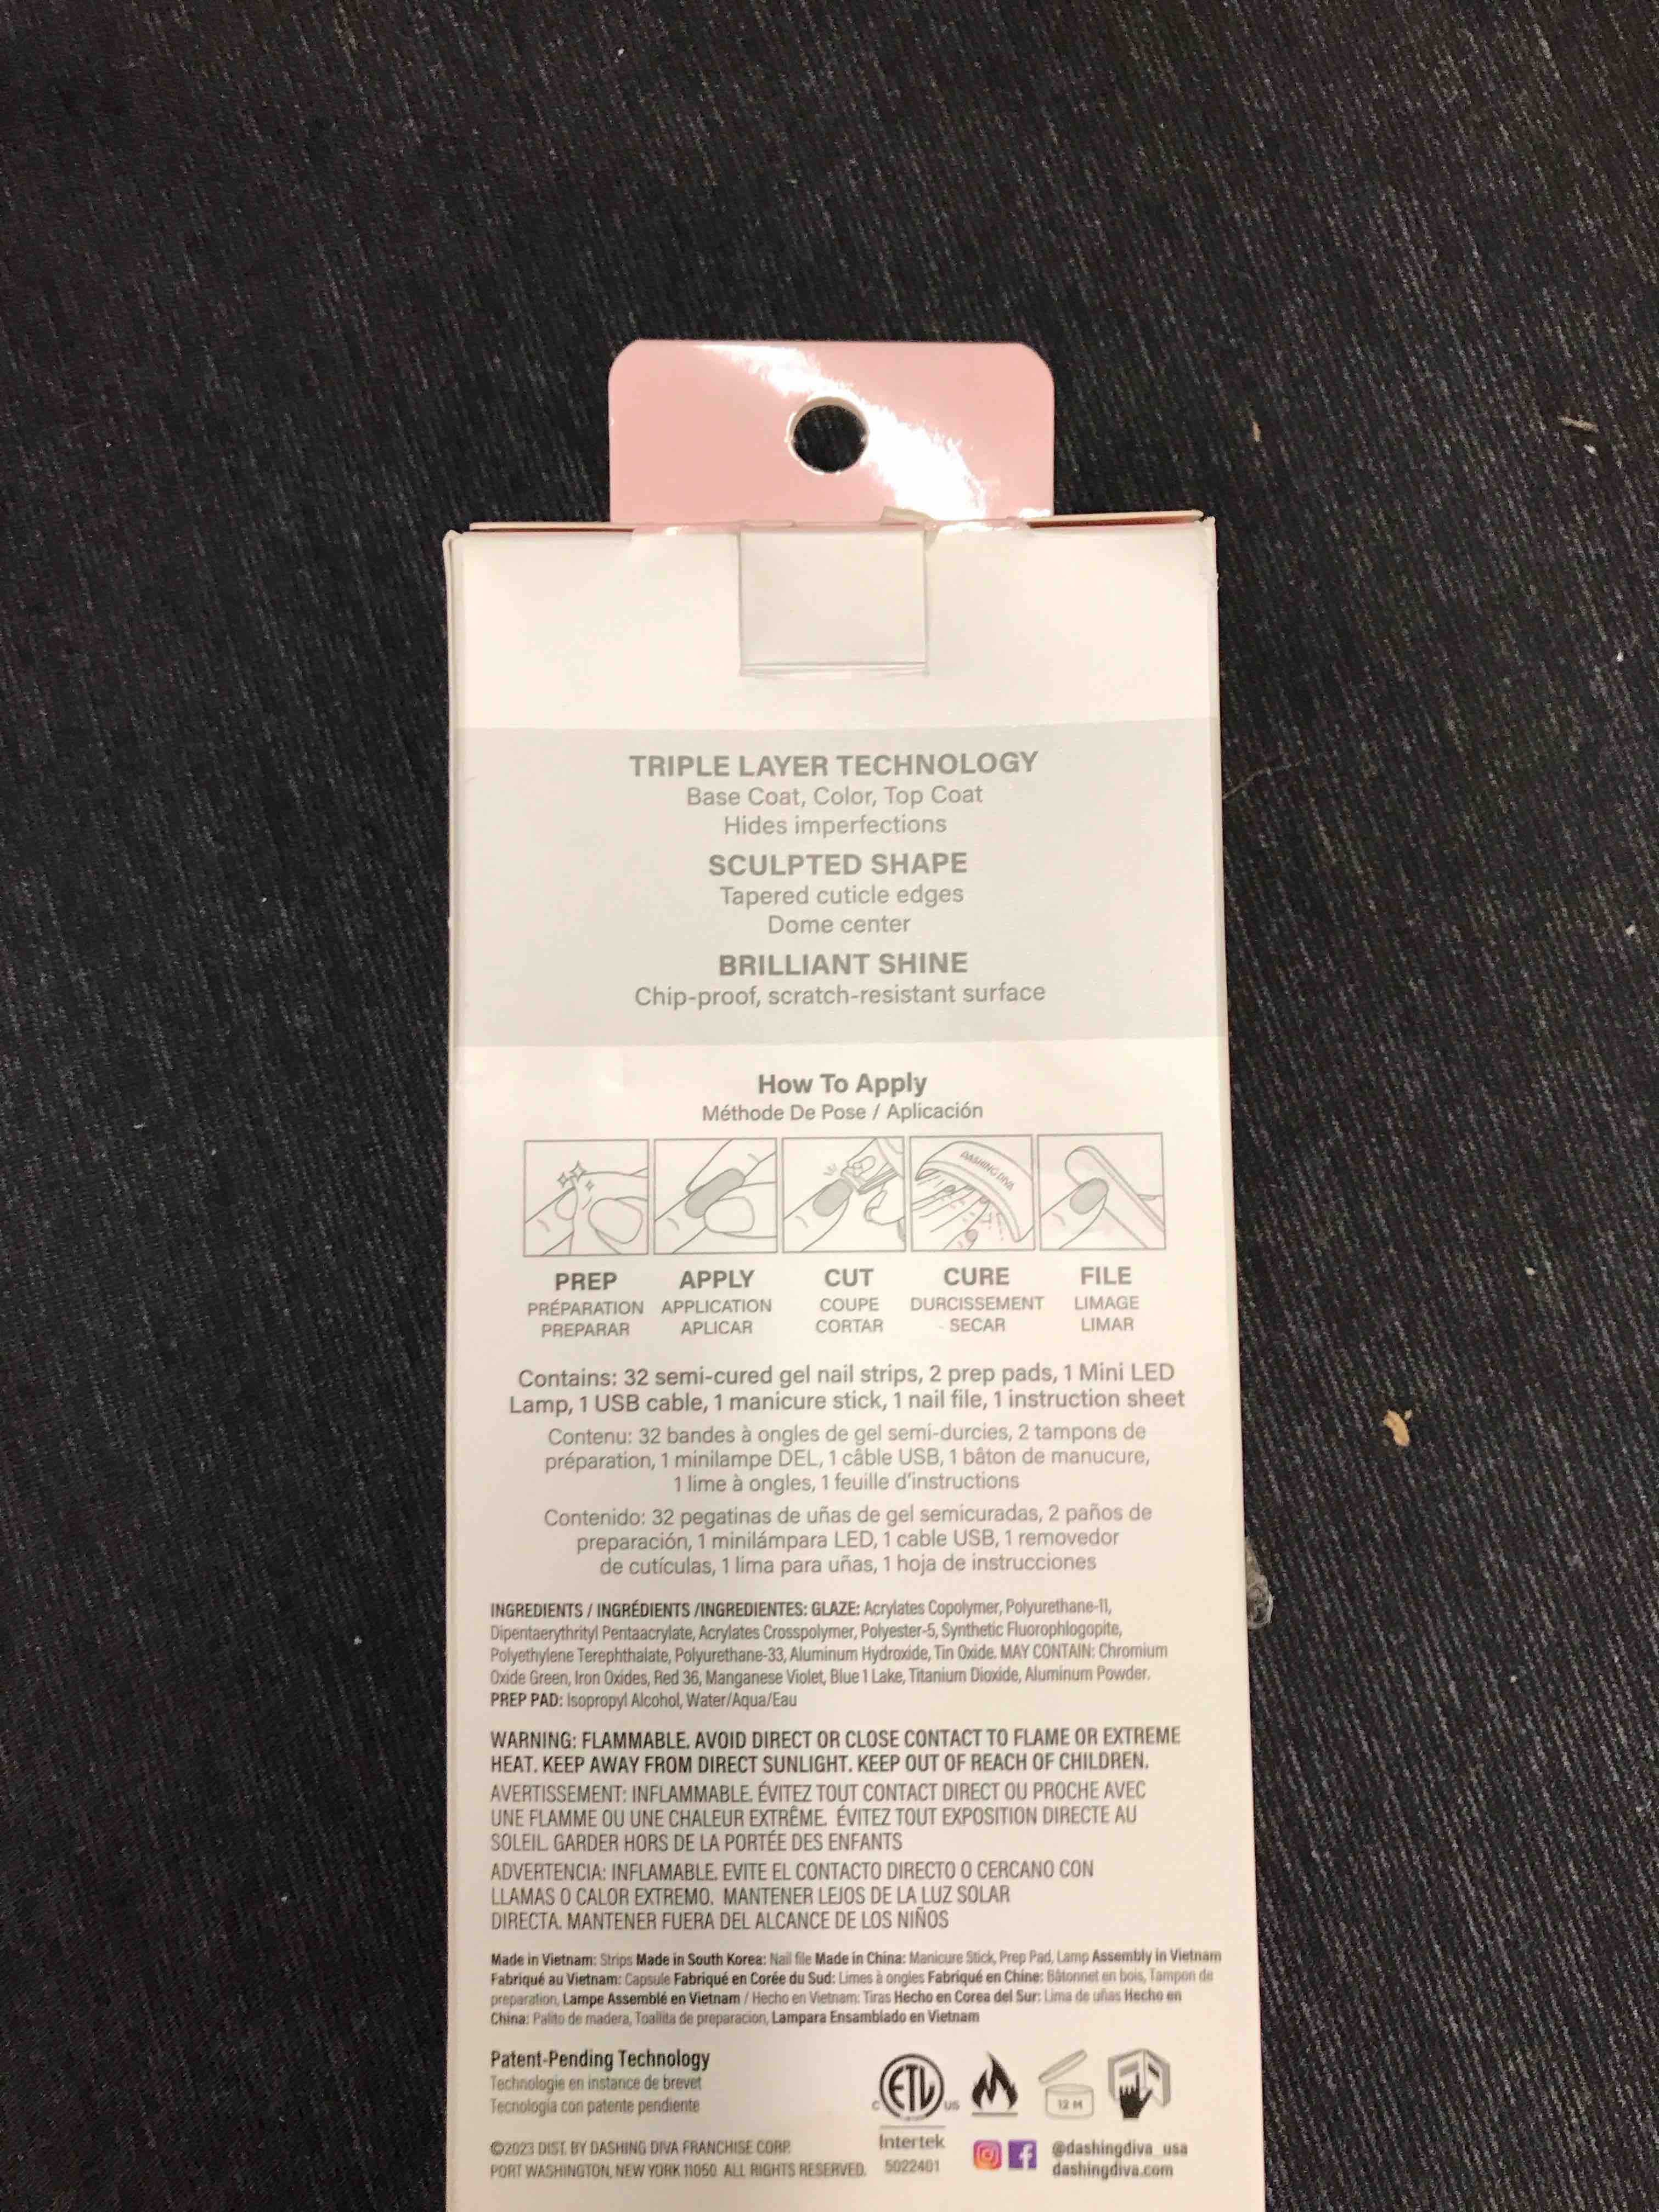 TRIPLE LAYER TECHNOLOGY
Base Coat, Color, Top Coat
Hides imperfections
SCULPTED SHAPE
Tapered cuticle edges
Dome center
BRILLIANT SHINE
Chip-proof, scratch-resistant surface
How To Apply
Méthode De Pose / Aplicación
DASHING DIVA
PREP APPLY CUT CURE FILE
PRÉPARATION APPLICATION COUPE DURCISSEMENT LIMAGE
PREPARAR APLICAR CORTAR SECAR LIMAR
Contains: 32 semi-cured gel nail strips, 2 prep pads, 1 Mini LED
Lamp, 1 USB cable, 1 manicure stick, 1 nail file, 1 instruction sheet
Contenu: 32 bandes à ongles de gel semi-durcies, 2 tampons de
préparation, 1 minilampe DEL, 1 câble USB, 1 bâton de manucure,
1 lime à ongles, 1 feuille d'instructions
Contenido: 32 pegatinas de uñas de gel semicuradas, 2 paños de
preparación, 1 minilámpara LED, 1 cable USB, 1 removedor
de cutículas, 1 lima para uñas, 1 hoja de instrucciones
INGREDIENTS / INGRÉDIENTS /INGREDIENTES: GLAZE: Acrylates Copolymer, Polyurethane-11,
Dipentaerythrityl Pentaacrylate, Acrylates Crosspolymer, Polyester-5, Synthetic Fluorophlogopite,
Polyethylene Terephthalate, Polyurethane-33, Aluminum Hydroxide, Tin Oxide. MAY CONTAIN: Chromium
Oxide Green, Iron Oxides, Red 36, Manganese Violet, Blue 1 Lake, Titanium Dioxide, Aluminum Powder.
PREP PAD: Isopropyl Alcohol, Water/Aqua/Eau
WARNING: FLAMMABLE. AVOID DIRECT OR CLOSE CONTACT TO FLAME OR EXTREME
HEAT. KEEP AWAY FROM DIRECT SUNLIGHT. KEEP OUT OF REACH OF CHILDREN.
AVERTISSEMENT: INFLAMMABLE. ÉVITEZ TOUT CONTACT DIRECT OU PROCHE AVEC
UNE FLAMME OU UNE CHALEUR EXTRÊME. ÉVITEZ TOUT EXPOSITION DIRECTE AU
SOLEIL. GARDER HORS DE LA PORTÉE DES ENFANTS
ADVERTENCIA: INFLAMABLE. EVITE EL CONTACTO DIRECTO O CERCANO CON
LLAMAS O CALOR EXTREMO. MANTENER LEJOS DE LA LUZ SOLAR
DIRECTA. MANTENER FUERA DEL ALCANCE DE LOS NIÑOS
Made in Vietnam: Strips Made in South Korea: Nail file Made in China: Manicure Stick, Prep Pad, Lamp Assembly in Vietnam
Fabriqué au Vietnam: Capsule Fabriqué en Corée du Sud: Limes à ongles Fabriqué en Chine: Bâtonnet en bois, Tampon de
preparation, Lampe Assemblé en Vietnam / Hecho en Vietnam: Tiras Hecho en Corea del Sur: Lima de uñas Hecho en
China: Palito de madera, Toallita de preparacion, Lampara Ensamblado en Vietnam
Patent-Pending Technology
Technologie en instance de brevet
Tecnología con patente pendiente
C ETL US
12 M
Intertek
5022401
©2023 DIST. BY DASHING DIVA FRANCHISE CORP.
PORT WASHINGTON, NEW YORK 11050 ALL RIGHTS RESERVED.
@dashingdiva_usa
dashingdiva.com